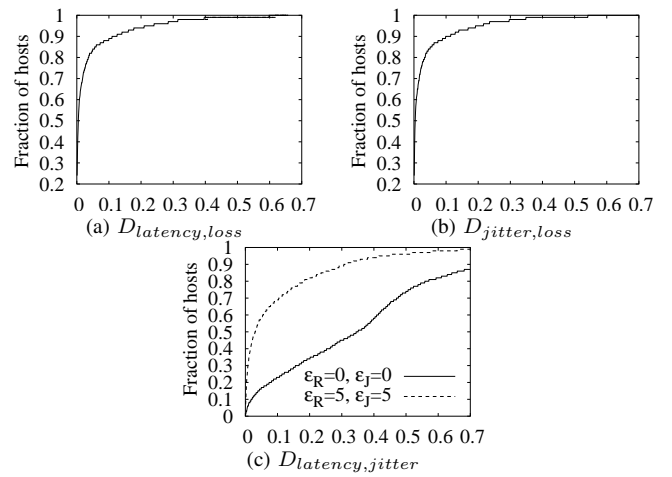 1
0.9
0.8
0.7
0.6
0.5
0.4
0.3
0.2
Fraction of hosts
0 0.1 0.2 0.3 0.4 0.5 0.6 0.7
(a) D_{latency,loss}
1
0.9
0.8
0.7
0.6
0.5
0.4
0.3
0.2
Fraction of hosts
0 0.1 0.2 0.3 0.4 0.5 0.6 0.7
(b) D_{jitter,loss}
1
0.9
0.8
0.7
0.6
0.5
0.4
0.3
0.2
0.1
0
Fraction of hosts
ε_R=0, ε_J=0
ε_R=5, ε_J=5
0 0.1 0.2 0.3 0.4 0.5 0.6 0.7
(c) D_{latency,jitter}